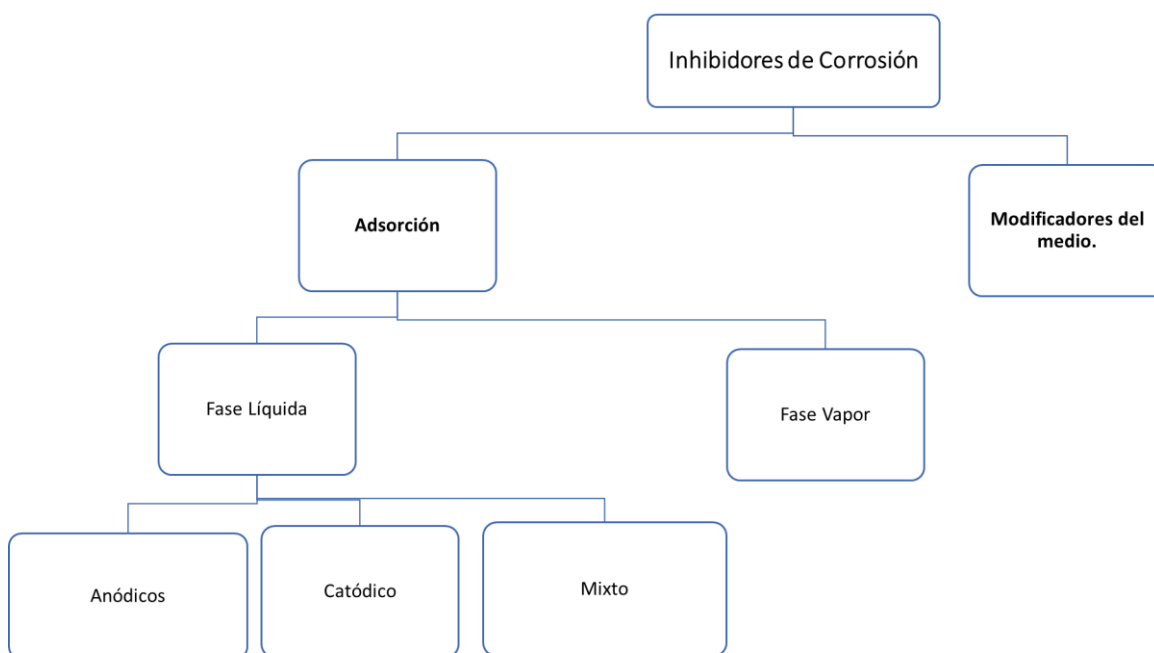 Inhibidores de Corrosión
Adsorción
Modificadores del
medio.
Fase Líquida
Fase Vapor
Anódicos
Catódico
Mixto